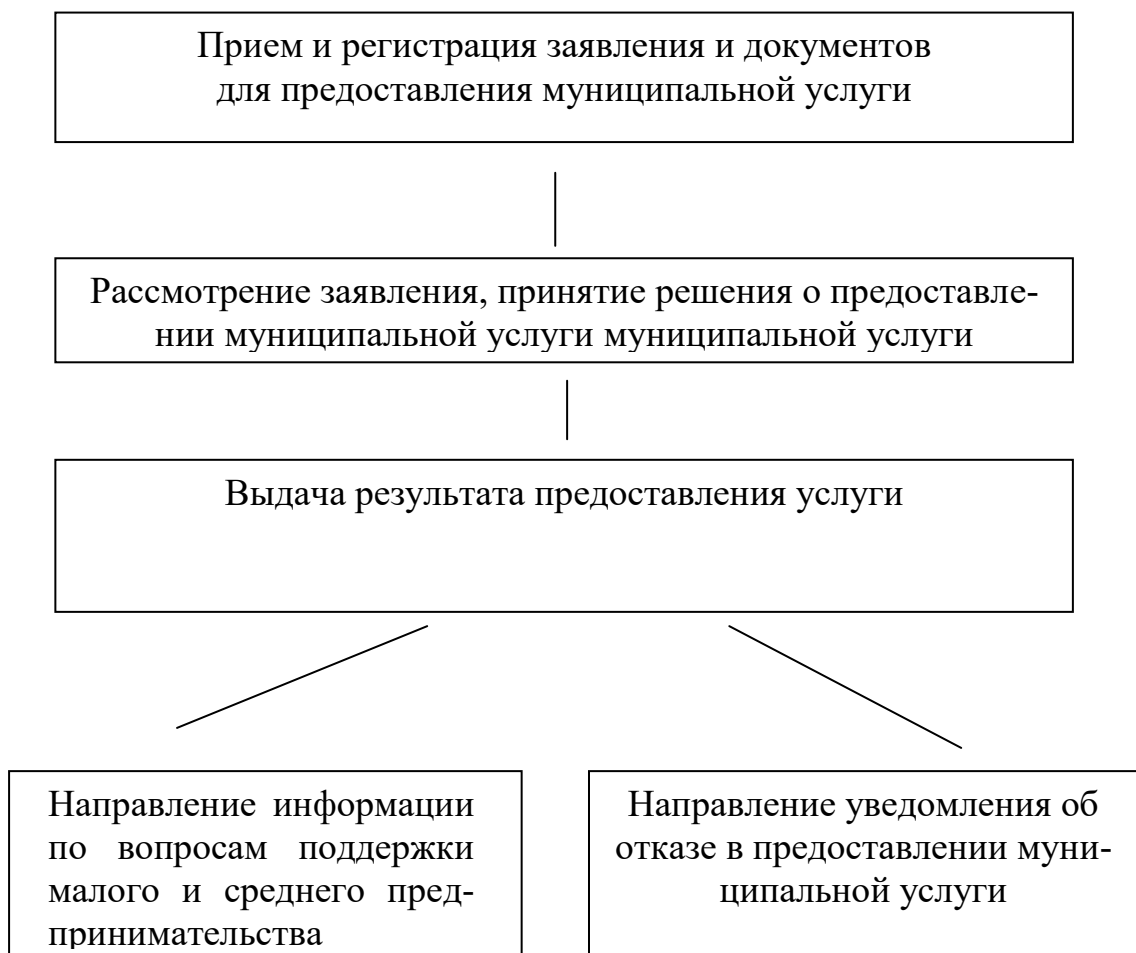 Прием и регистрация заявления и документов
для предоставления муниципальной услуги
Рассмотрение заявления, принятие решения о предоставле-
нии муниципальной услуги муниципальной услуги
Выдача результата предоставления услуги
Направление информации
по вопросам поддержки
малого и среднего пред-
принимательства
Направление уведомления об
отказе в предоставлении муни-
ципальной услуги